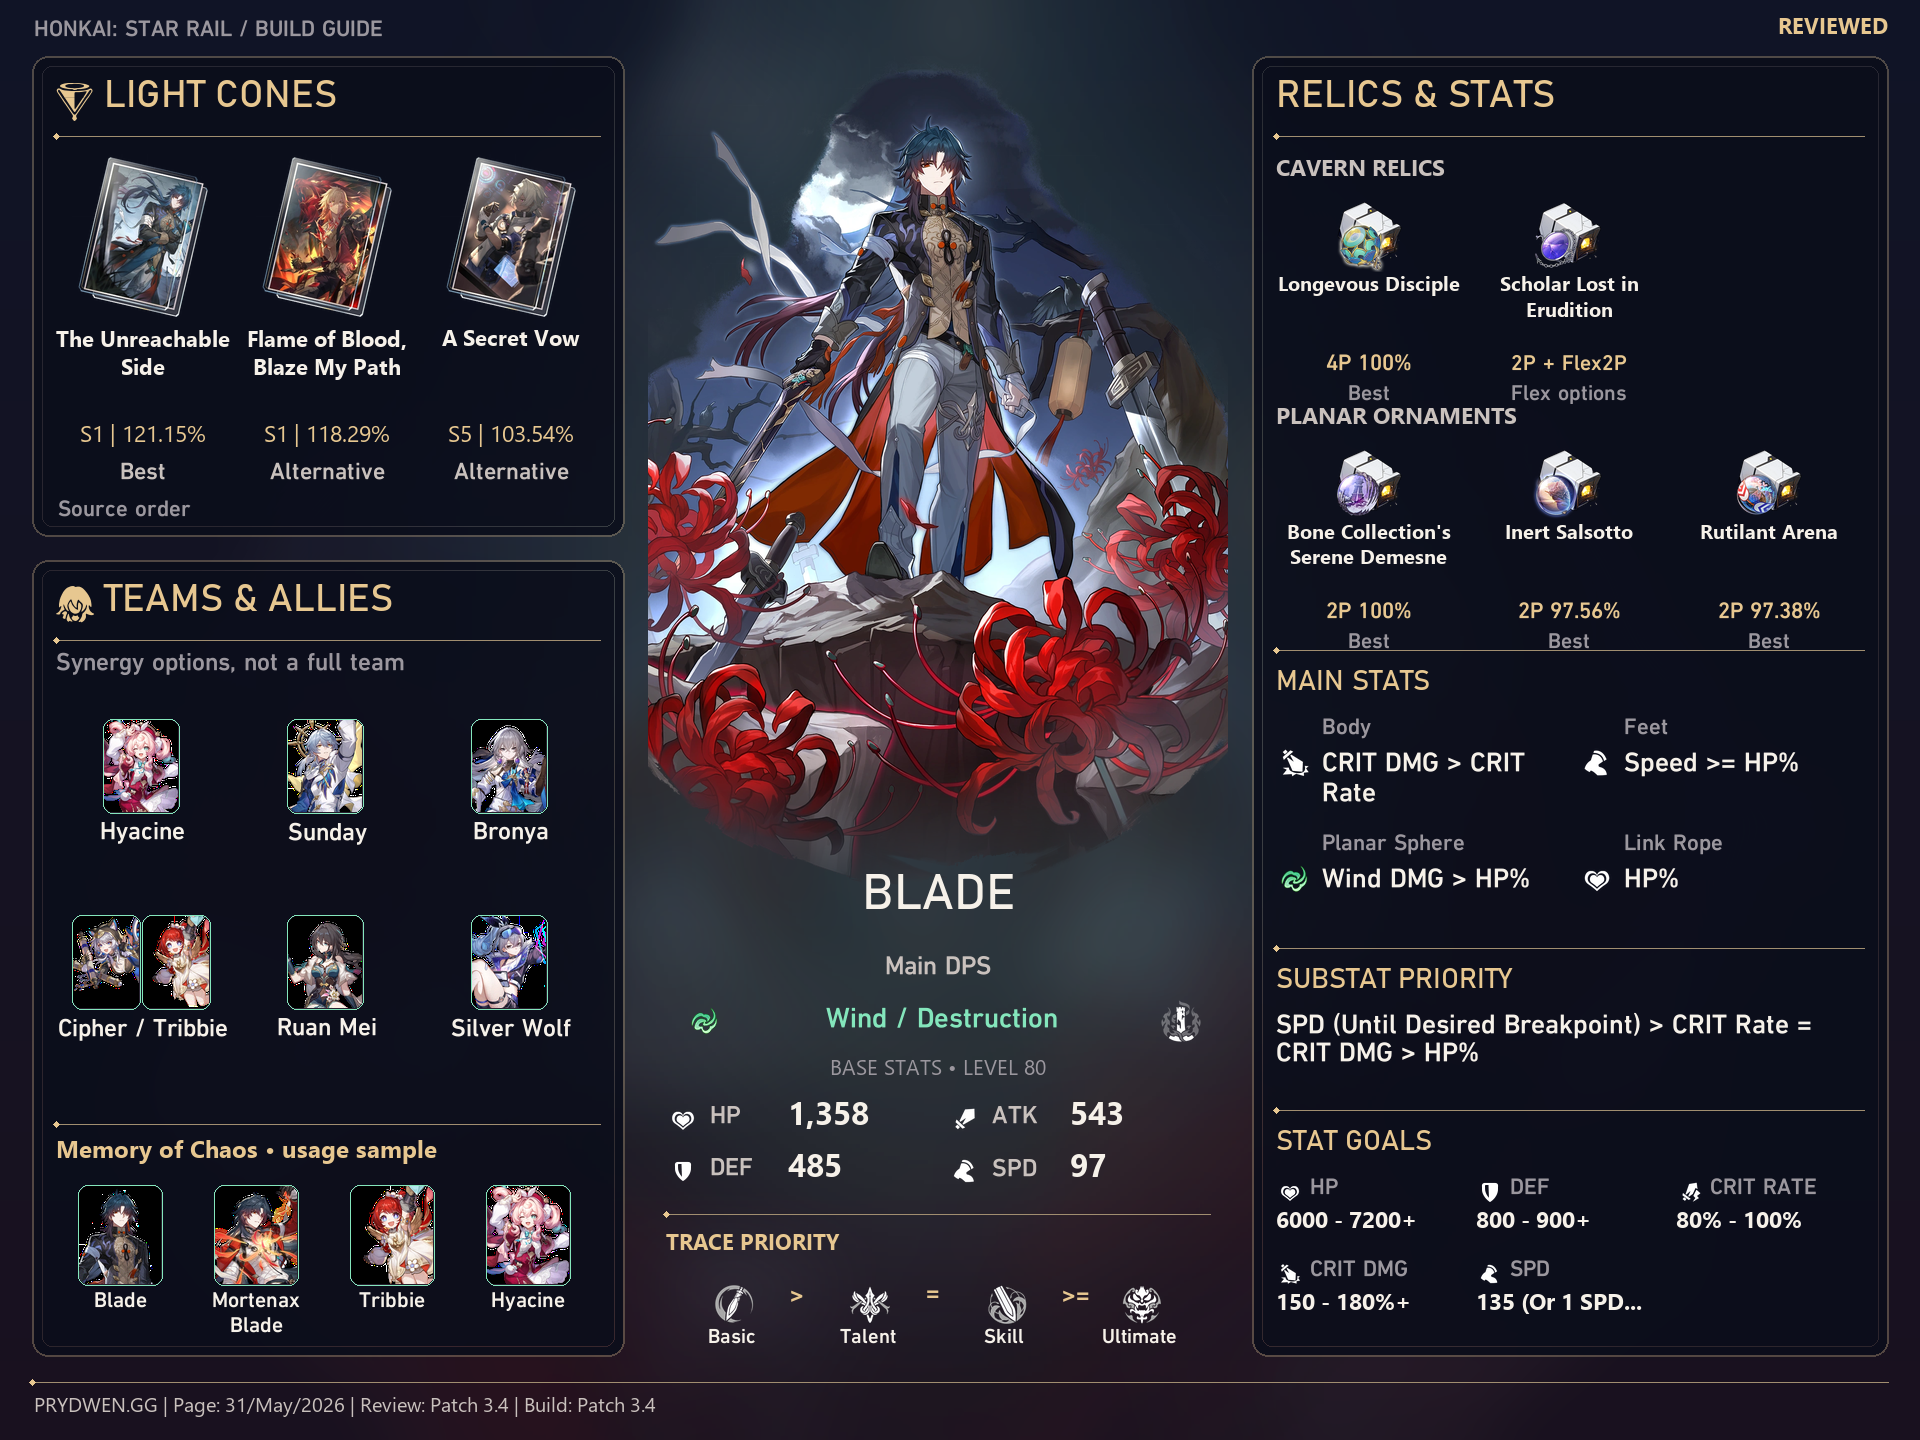 HONKAI: STAR RAIL / BUILD GUIDE
REVIEWED
LIGHT CONES
The Unreachable Side
Flame of Blood, Blaze My Path
A Secret Vow
S1 | 121.15%
S1 | 118.29%
S5 | 103.54%
Best
Alternative
Alternative
Source order
TEAMS & ALLIES
Synergy options, not a full team
Hyacine
Sunday
Bronya
Cipher / Tribbie
Ruan Mei
Silver Wolf
Memory of Chaos • usage sample
Blade
Mortenax Blade
Tribbie
Hyacine
BLADE
Main DPS
Wind / Destruction
BASE STATS • LEVEL 80
HP 1,358
ATK 543
DEF 485
SPD 97
TRACE PRIORITY
Basic > Talent = Skill >= Ultimate
RELICS & STATS
CAVERN RELICS
Longevous Disciple
Scholar Lost in Erudition
4P 100%
2P + Flex2P
Best
Flex options
PLANAR ORNAMENTS
Bone Collection's Serene Demesne
Inert Salsotto
Rutilant Arena
2P 100%
2P 97.56%
2P 97.38%
Best
Best
Best
MAIN STATS
Body
Feet
CRIT DMG > CRIT Rate
Speed >= HP%
Planar Sphere
Link Rope
Wind DMG > HP%
HP%
SUBSTAT PRIORITY
SPD (Until Desired Breakpoint) > CRIT Rate =
CRIT DMG > HP%
STAT GOALS
HP
DEF
CRIT RATE
6000 - 7200+
800 - 900+
80% - 100%
CRIT DMG
SPD
150 - 180%+
135 (Or 1 SPD...
PRYDWEN.GG | Page: 31/May/2026 | Review: Patch 3.4 | Build: Patch 3.4